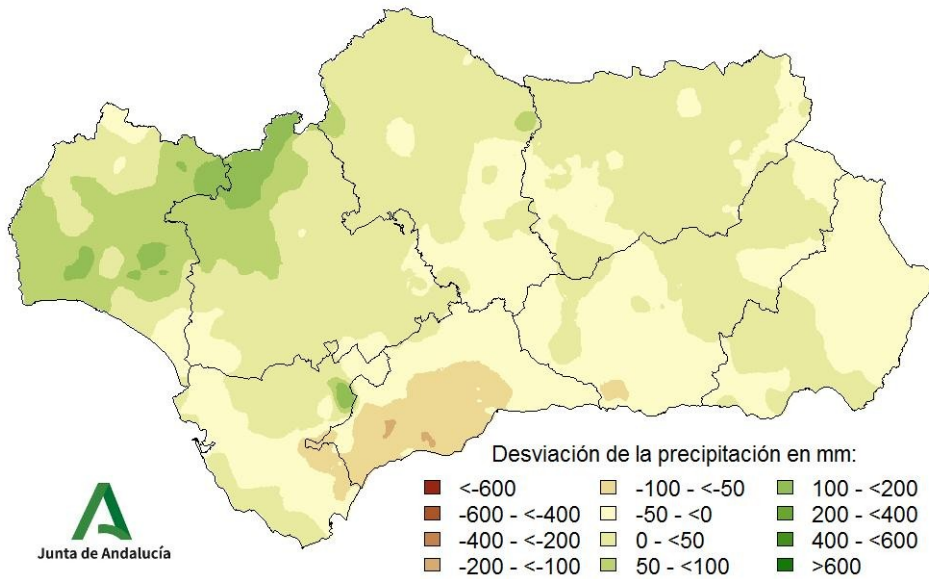 Desviación de la precipitación en mm:
<-600
-600 - <-400
-400 - <-200
-200 - <-100
-100 - <-50
-50 - <0
0 - <50
50 - <100
100 - <200
200 - <400
400 - <600
>600
Junta de Andalucía